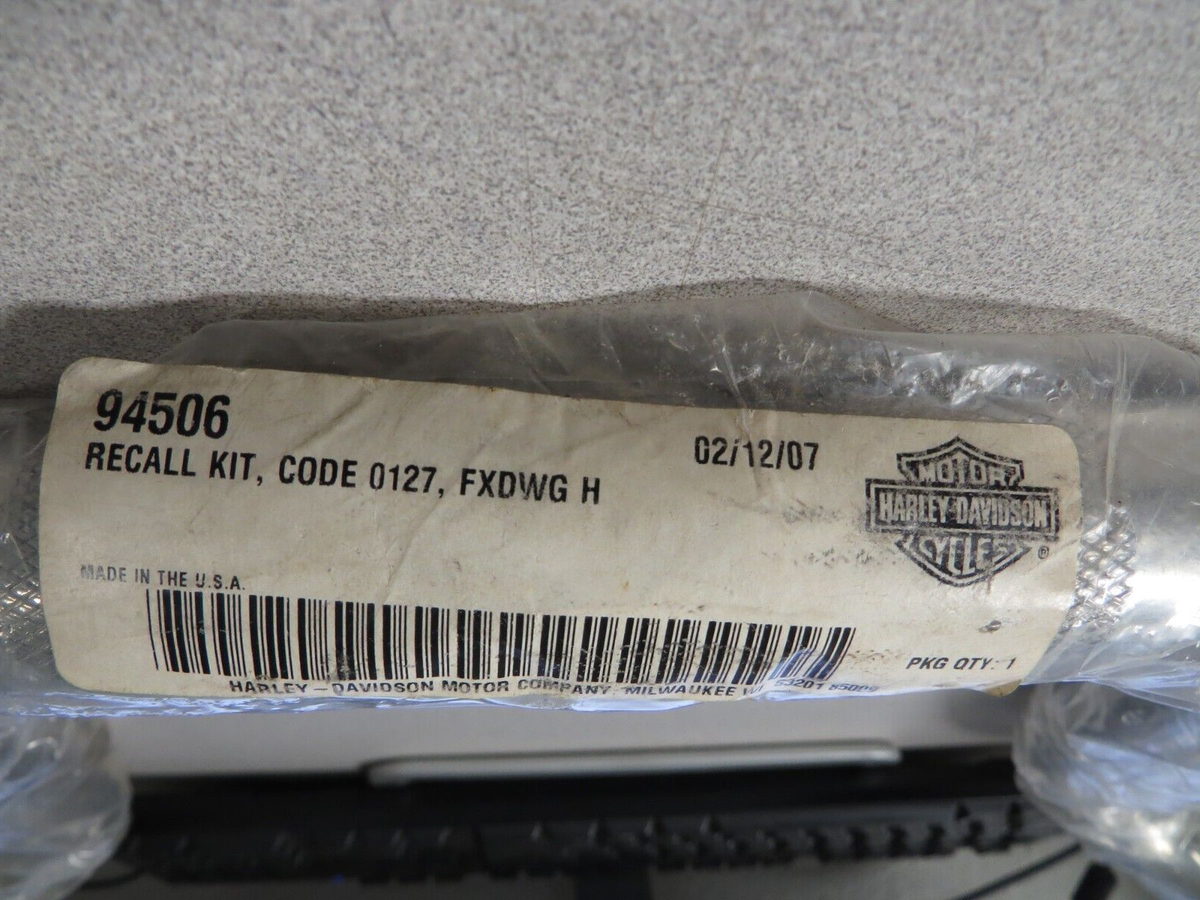 94506
RECALL KIT, CODE 0127, FXDWG H
02/12/07
MOTOR
HARLEY-DAVIDSON
CYCLES
®
MADE IN THE U.S.A.
PKG QTY. 1
HARLEY – DAVIDSON MOTOR COMPANY MILWAUKEE 53201